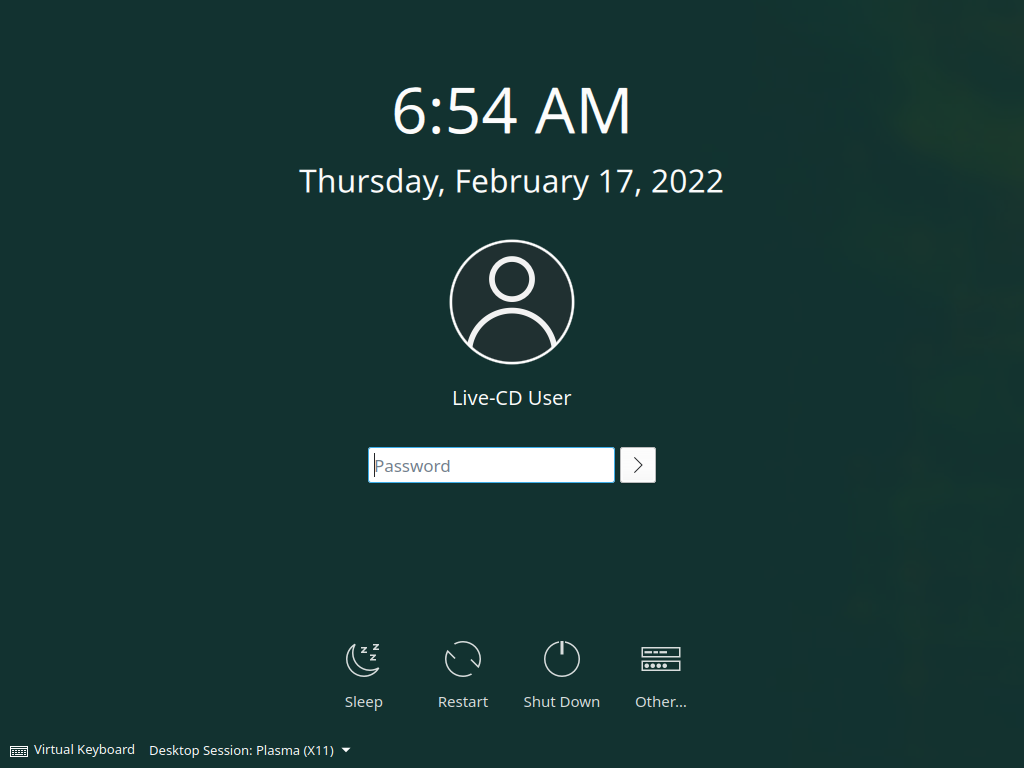 6:54 AM
Thursday, February 17, 2022
Live-CD User
Password
Sleep Restart Shut Down Other...
Virtual Keyboard Desktop Session: Plasma (X11)